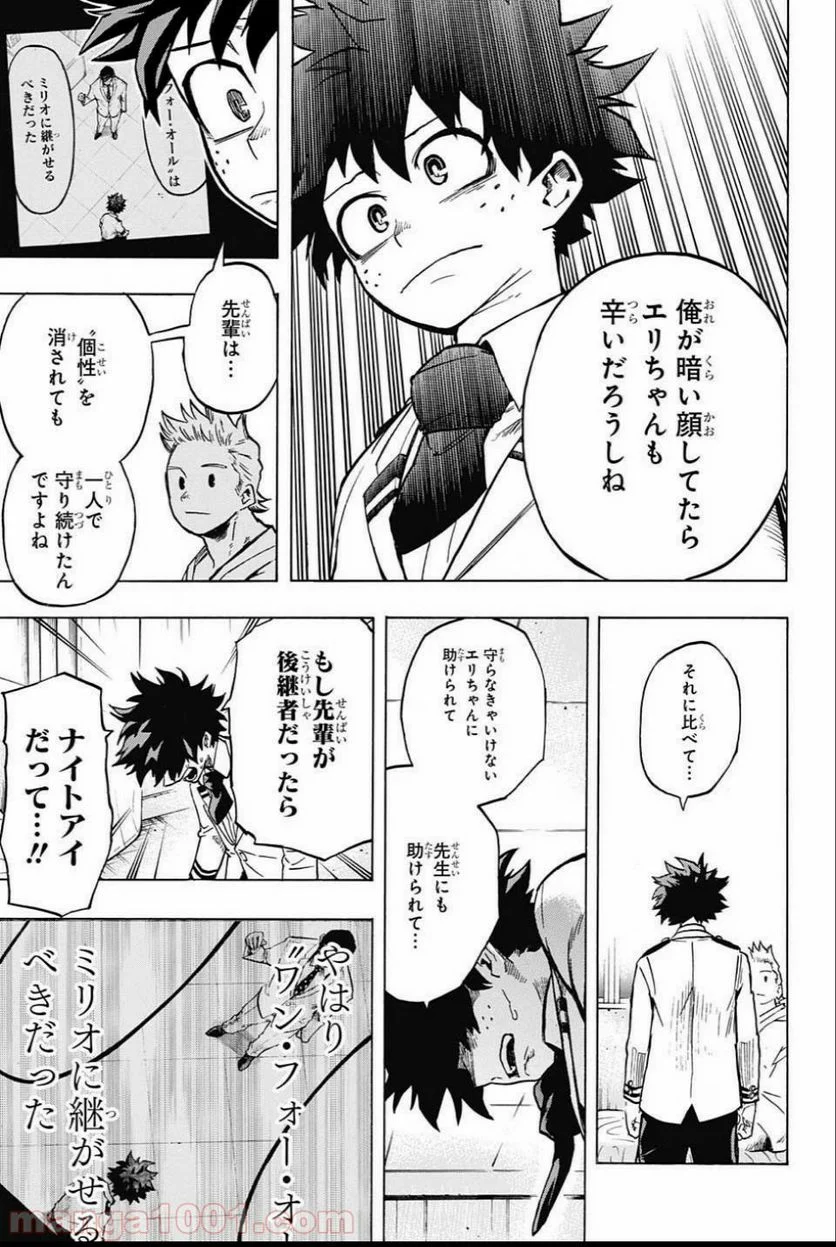 俺が暗い顔してたら
エリちゃんも
辛いだろうしね
フォー・オール〟は
ミリオに継がせる
べきだった
先輩は…
〝個性〟を
消されても
一人で
守り続けたん
ですよね
それに比べて…
守らなきゃいけない
エリちゃんに
助けられて
先生にも
助けられて…
もし先輩が
後継者だったら
ナイトアイ
だって…!!
やはり
〝ワン・フォー・オー
ミリオに継がせる
べきだった
manga1001.com